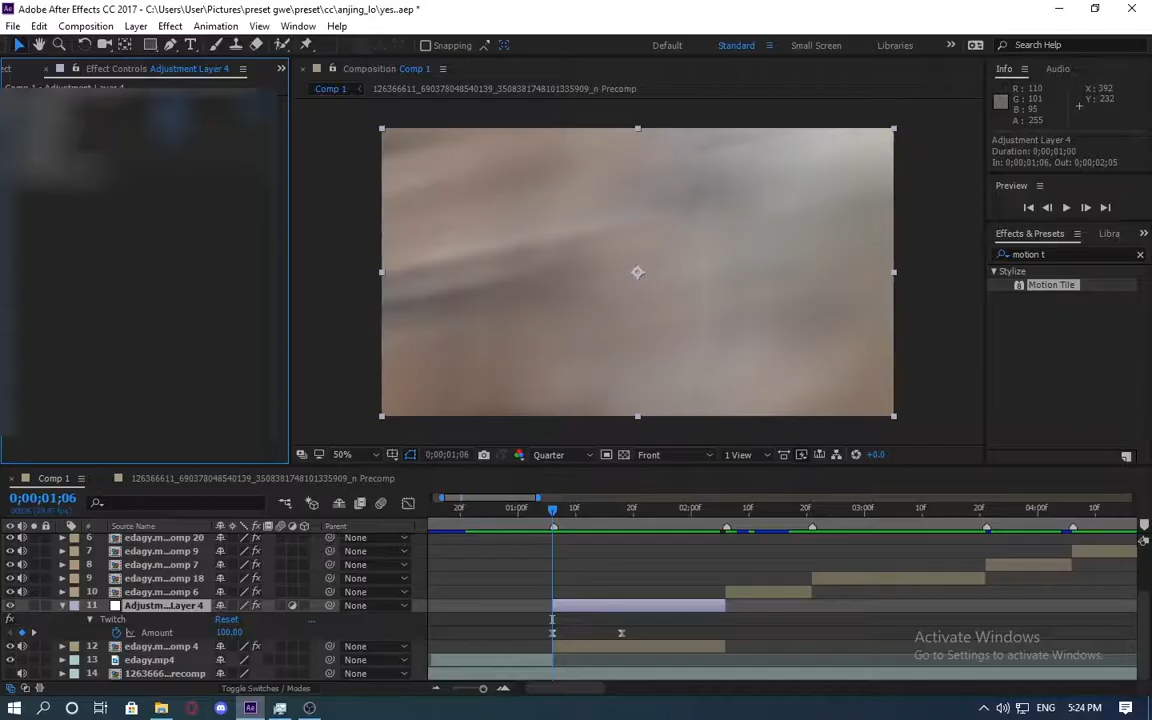 Adobe After Effects CC 2017 - C:\Users\User\Pictures\preset gwe\preset\cc\anjing_lo\yes..aep *
File Edit Composition Layer Effect Animation View Window Help
Snapping Default Standard Small Screen Libraries Search Help
ect Effect Controls Adjustment Layer 4 Composition Comp 1 Info Audio
Comp 1 • Adjustment Layer 4
Comp 1 126366611_690378048540139_3508381748101335909_n Precomp
R : 110 X : 392
G : 101 Y : 232
B : 95
A : 255
Adjustment Layer 4
Duration: 0;00;01;00
In: 0;00;01;06, Out: 0;00;02;05
Preview
Effects & Presets Libra
motion t
Stylize
Motion Tile
50% 0;00;01;06 Quarter Front 1 View +0.0
Comp 1 126366611_690378048540139_3508381748101335909_n Precomp
0;00;01;06
20f 01:00f 10f 20f 02:00f 10f 20f 03:00f 10f
# Source Name Parent
6 edagy.m...omp 20 None
7 edagy.m...omp 9 None
8 edagy.m...omp 7 None
9 edagy.m...omp 18 None
10 edagy.m...omp 6 None
11 Adjustm...Layer 4 None
Twitch Reset ...
Amount 100.00
12 edagy.m...omp 4 None
13 edagy.mp4 None
14 1263666...recomp None
Toggle Switches / Modes
Activate Windows
Go to Settings to activate Windows.
ENG 5:24 PM